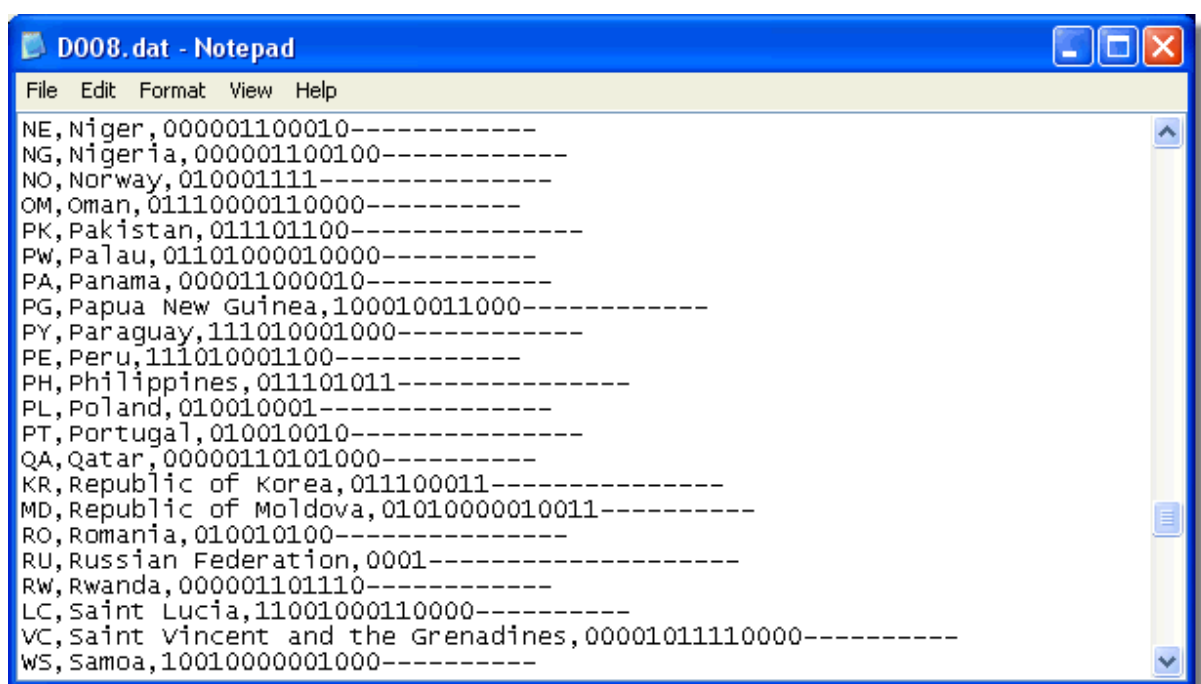 D008.dat - Notepad
File Edit Format View Help
NE,Niger,000001100010------------
NG,Nigeria,000001100100------------
NO,Norway,010001111---------------
OM,Oman,01110000110000----------
PK,Pakistan,011101100---------------
PW,Palau,01101000010000----------
PA,Panama,000011000010------------
PG,Papua New Guinea,100010011000------------
PY,Paraguay,111010001000------------
PE,Peru,111010001100------------
PH,Philippines,011101011---------------
PL,Poland,010010001---------------
PT,Portugal,010010010---------------
QA,Qatar,00000110101000----------
KR,Republic of Korea,011100011---------------
MD,Republic of Moldova,01010000010011----------
RO,Romania,010010100---------------
RU,Russian Federation,0001--------------------
RW,Rwanda,000001101110------------
LC,Saint Lucia,11001000110000----------
VC,Saint Vincent and the Grenadines,00001011110000----------
WS,Samoa,10010000001000----------